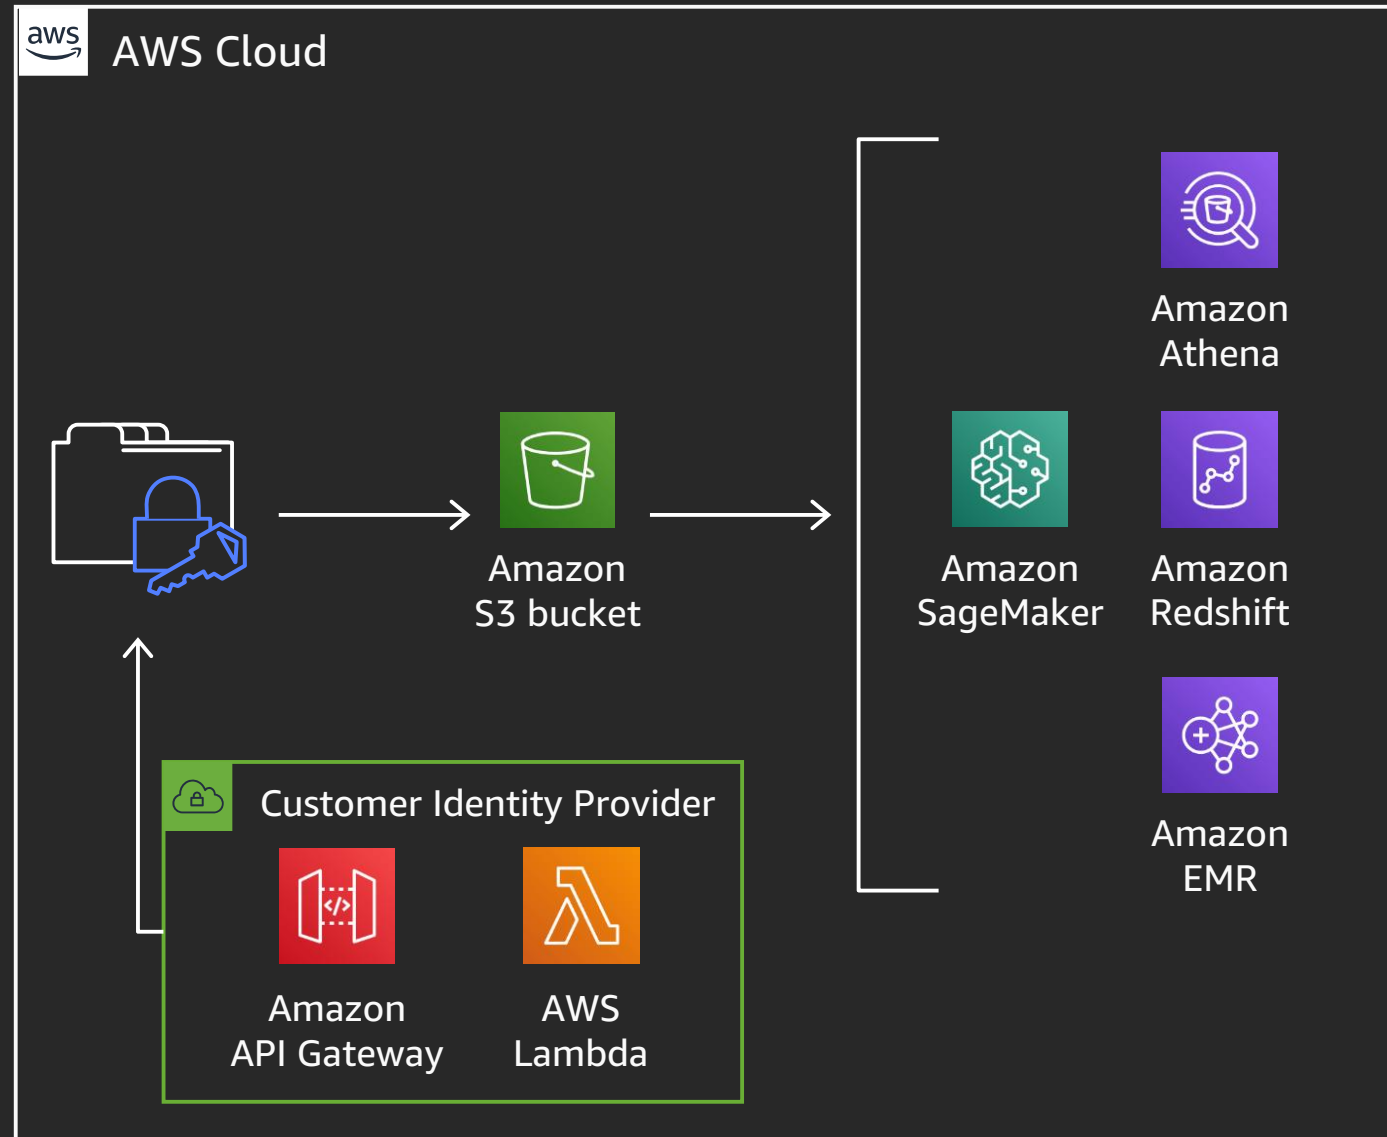 aws
AWS Cloud
Amazon
Athena
Amazon
S3 bucket
Amazon
SageMaker
Amazon
Redshift
Amazon
EMR
Customer Identity Provider
</>
Amazon
API Gateway
AWS
Lambda